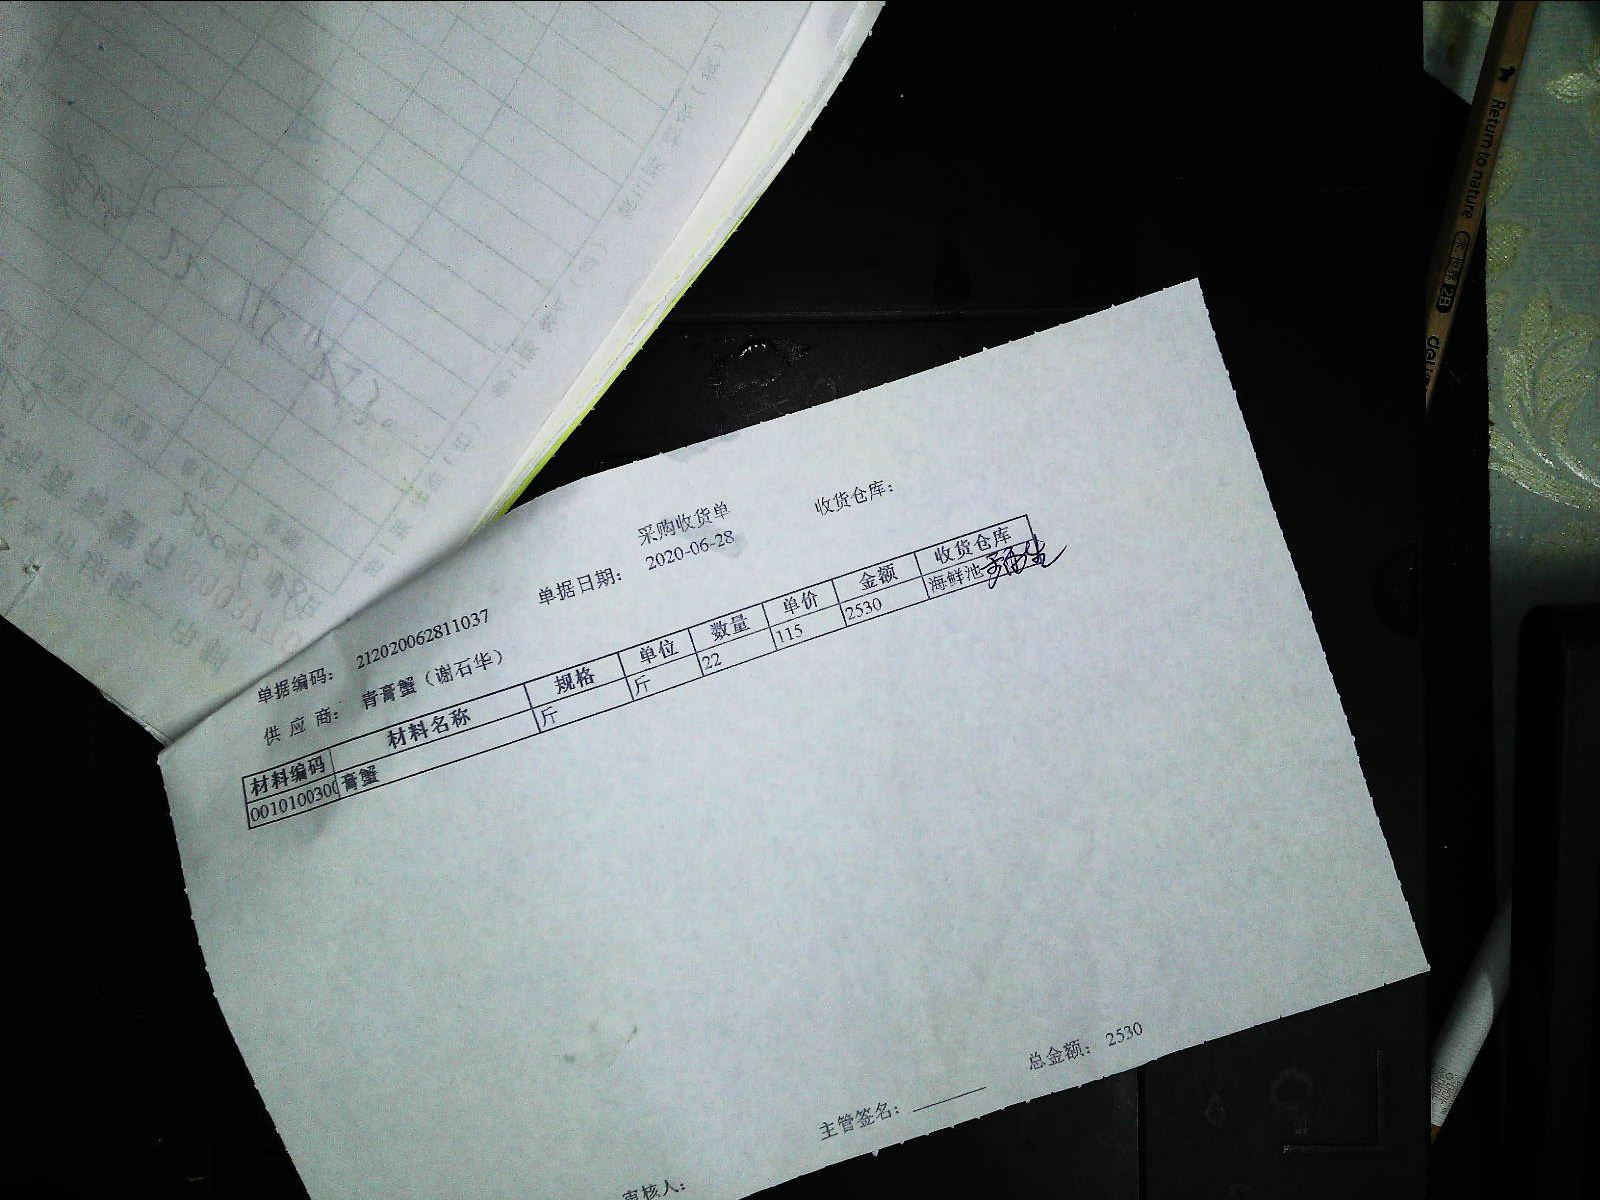 采购收货单
收货仓库：
单据编码： 212020062811037 单据日期： 2020-06-28
供 应 商： 青膏蟹（谢石华）
材料编码 材料名称 规格 单位 数量 单价 金额 收货仓库
0010100300 膏蟹 斤 斤 22 115 2530 海鲜池
总金额： 2530
主管签名：
审核人：
Return to nature
2B
deli